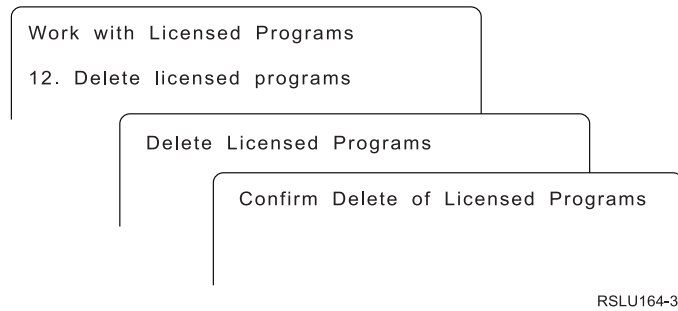 Work with Licensed Programs
12. Delete licensed programs
Delete Licensed Programs
Confirm Delete of Licensed Programs
RSLU164-3